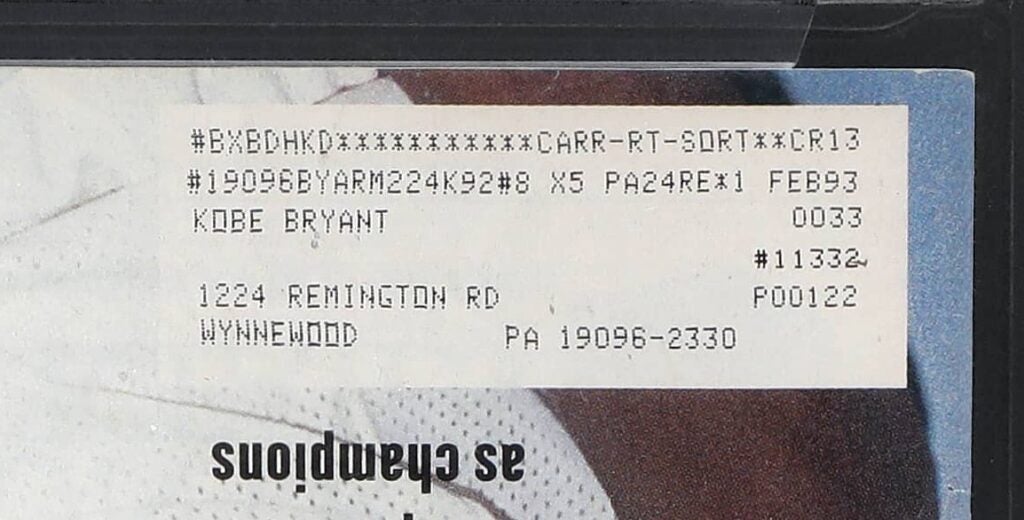 #BXBDHKD***********CARR-RT-SORT**CR13
#19096BYARM224K92#8 X5 PA24RE*1 FEB93
KOBE BRYANT 0033
#11332
1224 REMINGTON RD P00122
WYNNEWOOD PA 19096-2330
as champions